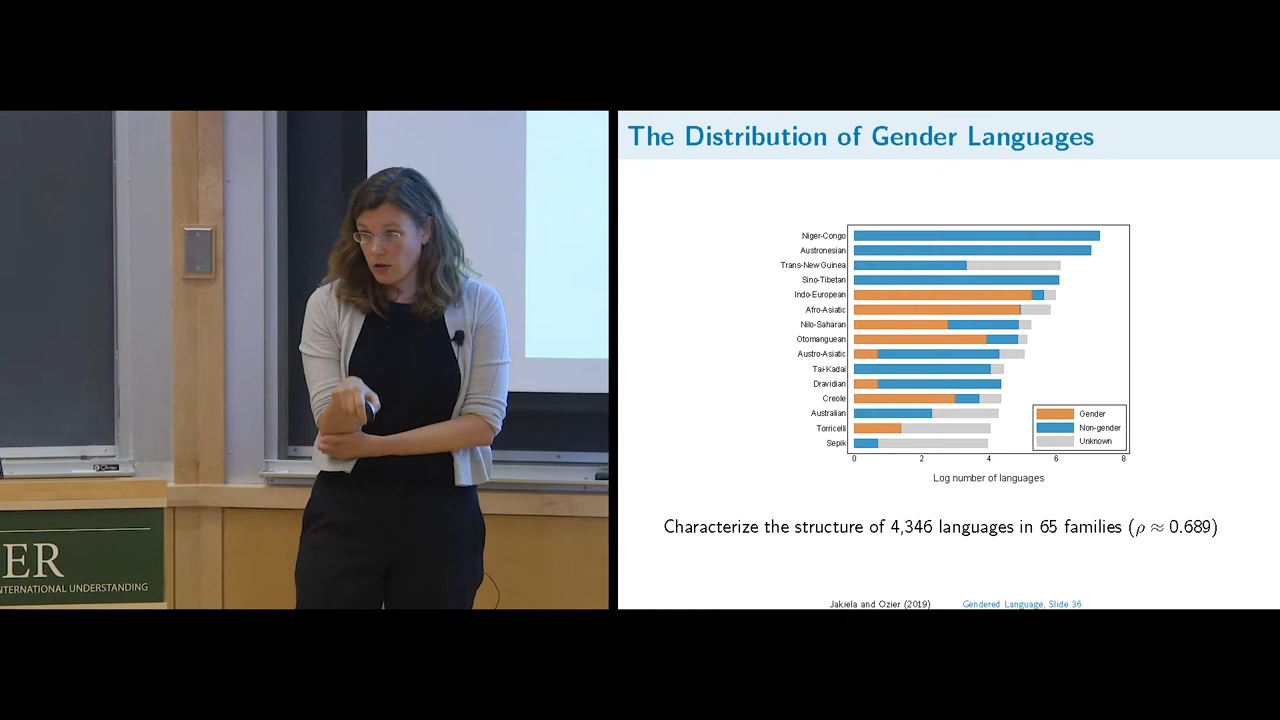 ER
NTERNATIONAL UNDERSTANDING
The Distribution of Gender Languages
Niger-Congo
Austronesian
Trans-New Guinea
Sino-Tibetan
Indo-European
Afro-Asiatic
Nilo-Saharan
Otomanguean
Austro-Asiatic
Tai-Kadai
Dravidian
Creole
Australian
Torricelli
Sepik
Gender
Non-gender
Unknown
0 2 4 6 8
Log number of languages
Characterize the structure of 4,346 languages in 65 families (ρ ≈ 0.689)
Jakiela and Ozier (2019) Gendered Language, Slide 36